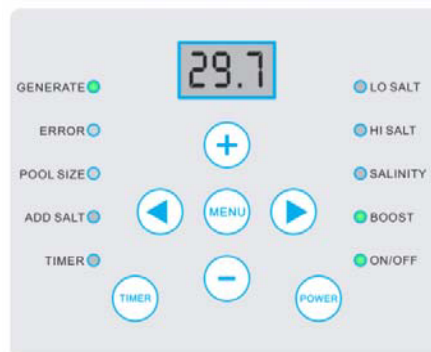 29.7
GENERATE
ERROR
POOL SIZE
ADD SALT
TIMER
LO SALT
HI SALT
SALINITY
BOOST
ON/OFF
+
MENU
−
TIMER
POWER